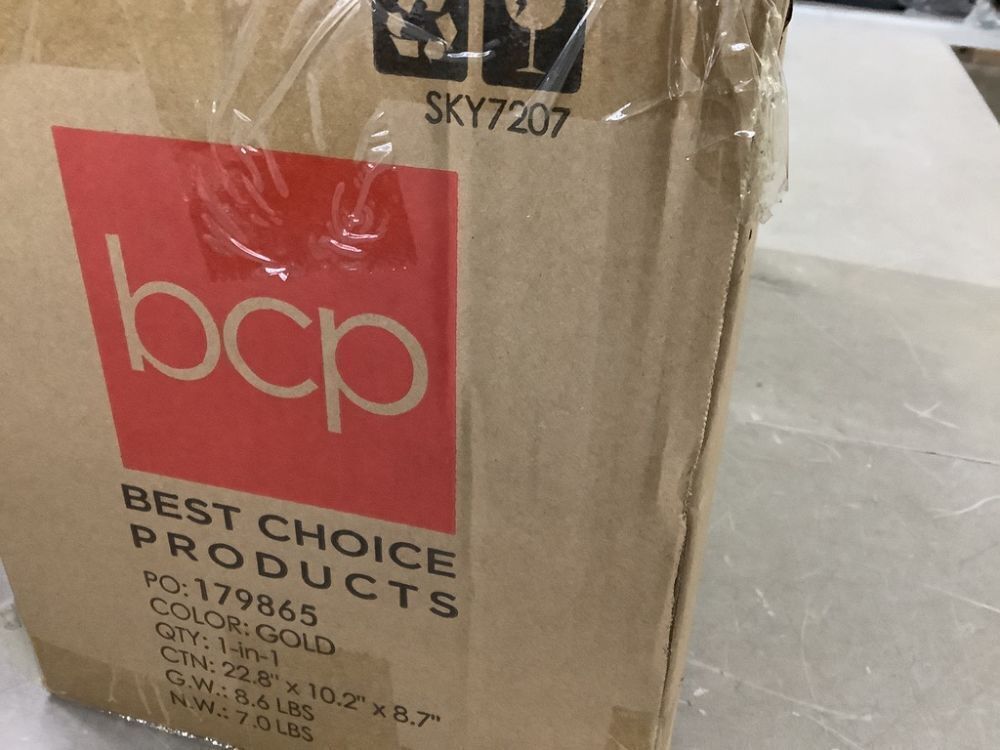 SKY7207
bcp
BEST CHOICE
PRODUCTS
PO: 179865
COLOR: GOLD
QTY: 1-in-1
CTN: 22.8" x 10.2" x 8.7"
G.W.: 8.6 LBS
N.W.: 7.0 LBS